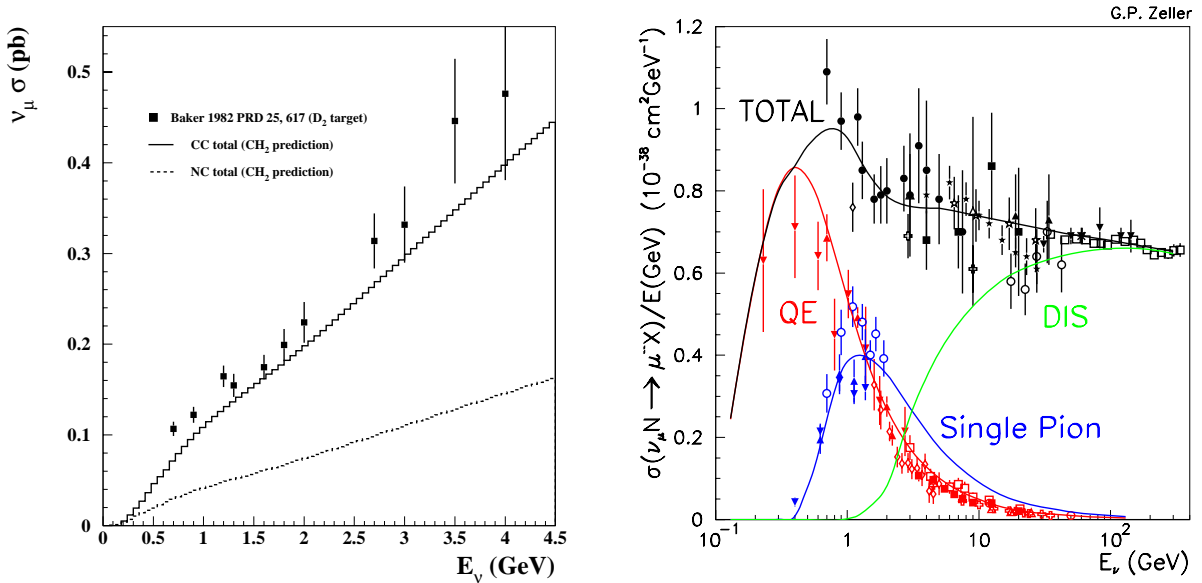 ν_μ σ (pb)
0.5
0.4
0.3
0.2
0.1
0
Baker 1982 PRD 25, 617 (D₂ target)
CC total (CH₂ prediction)
NC total (CH₂ prediction)
0 0.5 1 1.5 2 2.5 3 3.5 4 4.5
E_ν (GeV)
G.P. Zeller
σ(ν_μN → μ⁻X)/E(GeV) (10⁻³⁸ cm²GeV⁻¹)
1.2
1
0.8
0.6
0.4
0.2
0
TOTAL
QE
DIS
Single Pion
10⁻¹ 1 10 10²
E_ν (GeV)